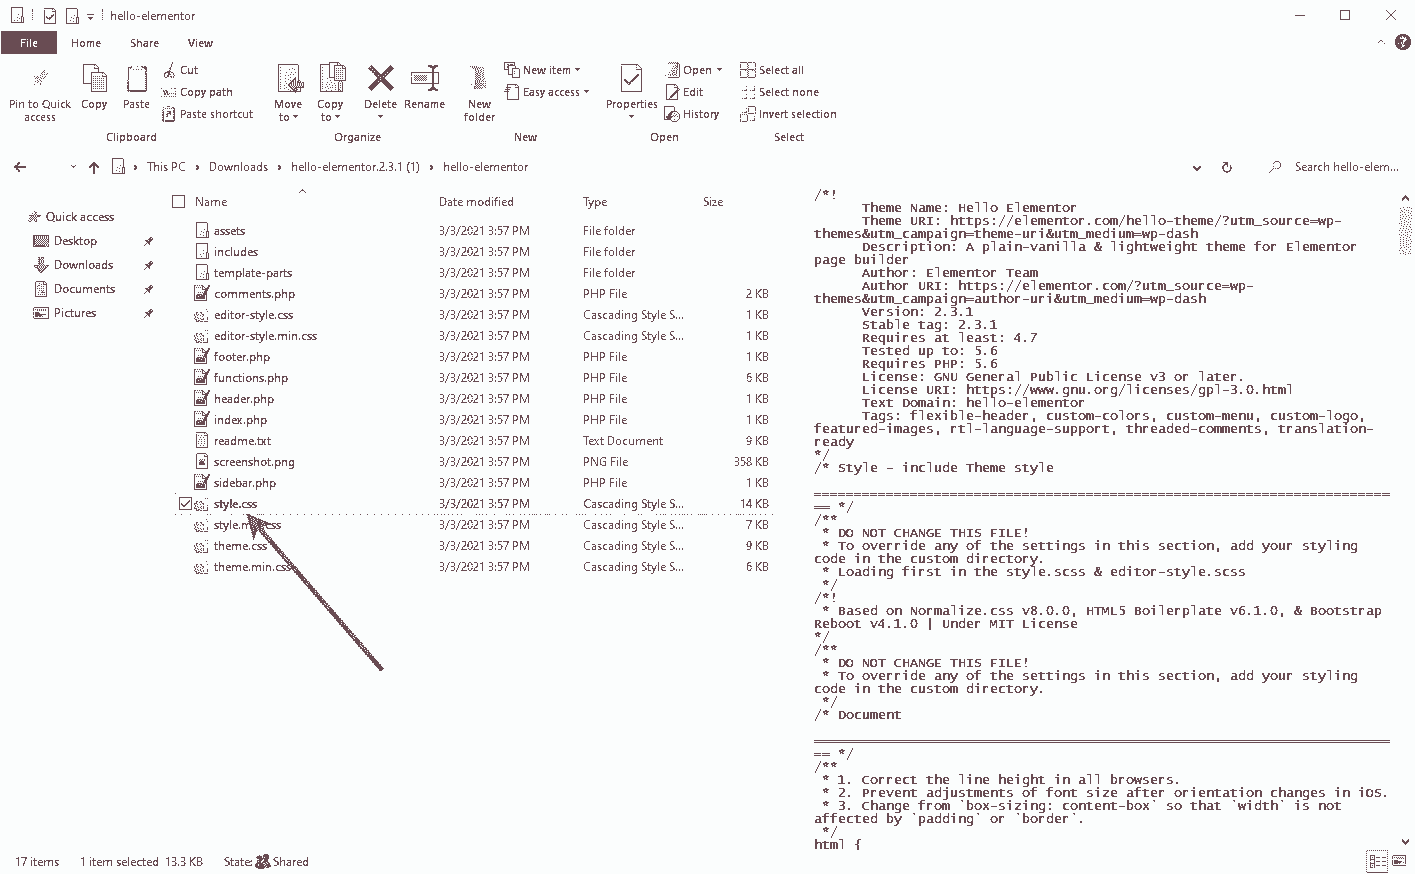 hello-elementor
File Home Share View
Pin to Quick access
Copy
Paste
Cut
Copy path
Paste shortcut
Clipboard
Move to
Copy to
Delete
Rename
Organize
New folder
New item
Easy access
New
Properties
Open
Edit
History
Open
Select all
Select none
Invert selection
Select
This PC › Downloads › hello-elementor.2.3.1 (1) › hello-elementor
Search hello-elem...
Quick access
Desktop
Downloads
Documents
Pictures
Name Date modified Type Size
assets 3/3/2021 3:57 PM File folder
includes 3/3/2021 3:57 PM File folder
template-parts 3/3/2021 3:57 PM File folder
comments.php 3/3/2021 3:57 PM PHP File 2 KB
editor-style.css 3/3/2021 3:57 PM Cascading Style S... 1 KB
editor-style.min.css 3/3/2021 3:57 PM Cascading Style S... 1 KB
footer.php 3/3/2021 3:57 PM PHP File 1 KB
functions.php 3/3/2021 3:57 PM PHP File 6 KB
header.php 3/3/2021 3:57 PM PHP File 1 KB
index.php 3/3/2021 3:57 PM PHP File 1 KB
readme.txt 3/3/2021 3:57 PM Text Document 9 KB
screenshot.png 3/3/2021 3:57 PM PNG File 358 KB
sidebar.php 3/3/2021 3:57 PM PHP File 1 KB
style.css 3/3/2021 3:57 PM Cascading Style S... 14 KB
style.m css 3/3/2021 3:57 PM Cascading Style S... 7 KB
theme.css 3/3/2021 3:57 PM Cascading Style S... 9 KB
theme.min.css 3/3/2021 3:57 PM Cascading Style S... 6 KB
/*!
Theme Name: Hello Elementor
Theme URI: https://elementor.com/hello-theme/?utm_source=wp-
themes&utm_campaign=theme-uri&utm_medium=wp-dash
Description: A plain-vanilla & lightweight theme for Elementor
page builder
Author: Elementor Team
Author URI: https://elementor.com/?utm_source=wp-
themes&utm_campaign=author-uri&utm_medium=wp-dash
Version: 2.3.1
Stable tag: 2.3.1
Requires at least: 4.7
Tested up to: 5.6
Requires PHP: 5.6
License: GNU General Public License v3 or later.
License URI: https://www.gnu.org/licenses/gpl-3.0.html
Text Domain: hello-elementor
Tags: flexible-header, custom-colors, custom-menu, custom-logo,
featured-images, rtl-language-support, threaded-comments, translation-
ready
*/
/* Style - include Theme style
========================================================================
== */
/**
* DO NOT CHANGE THIS FILE!
* To override any of the settings in this section, add your styling
code in the custom directory.
* Loading first in the style.scss & editor-style.scss
*/
/*!
* Based on Normalize.css v8.0.0, HTML5 Boilerplate v6.1.0, & Bootstrap
Reboot v4.1.0 | Under MIT License
*/
/**
* DO NOT CHANGE THIS FILE!
* To override any of the settings in this section, add your styling
code in the custom directory.
*/
/* Document
========================================================================
== */
/**
* 1. Correct the line height in all browsers.
* 2. Prevent adjustments of font size after orientation changes in iOS.
* 3. Change from `box-sizing: content-box` so that `width` is not
affected by `padding` or `border`.
*/
html {
17 items 1 item selected 13.3 KB State: Shared